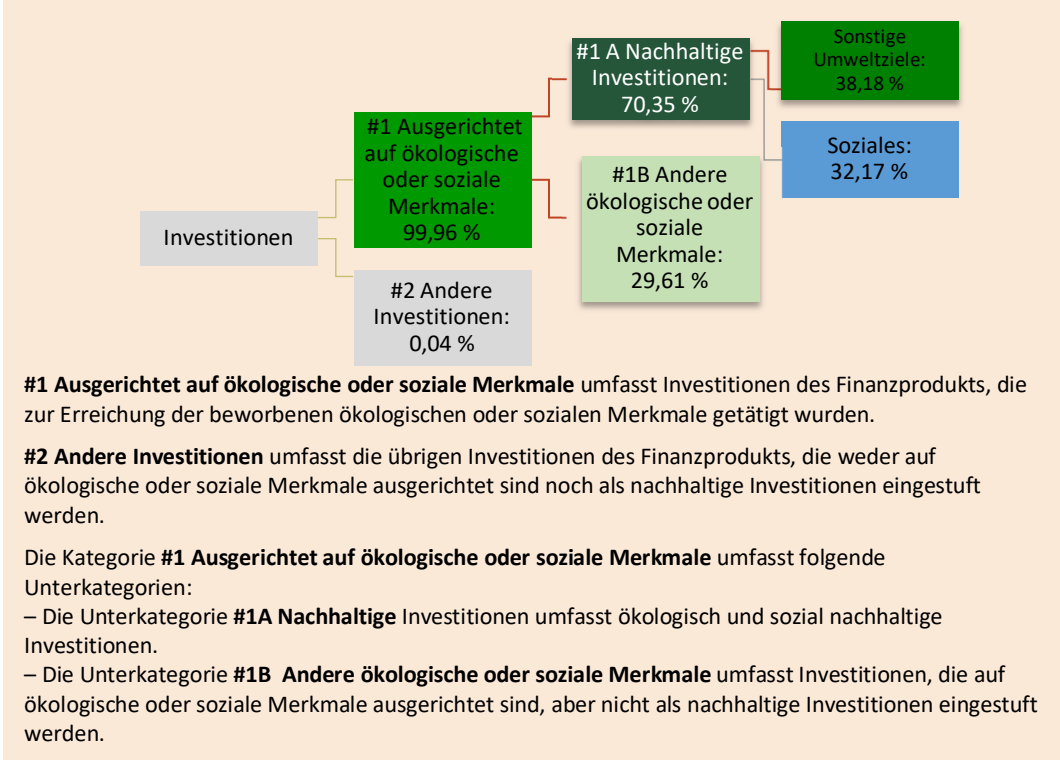 Sonstige
Umweltziele:
38,18 %
#1 A Nachhaltige
Investitionen:
70,35 %
#1 Ausgerichtet
auf ökologische
oder soziale
Merkmale:
99,96 %
Soziales:
32,17 %
#1B Andere
ökologische oder
soziale
Merkmale:
29,61 %
Investitionen
#2 Andere
Investitionen:
0,04 %
#1 Ausgerichtet auf ökologische oder soziale Merkmale umfasst Investitionen des Finanzprodukts, die
zur Erreichung der beworbenen ökologischen oder sozialen Merkmale getätigt wurden.
#2 Andere Investitionen umfasst die übrigen Investitionen des Finanzprodukts, die weder auf
ökologische oder soziale Merkmale ausgerichtet sind noch als nachhaltige Investitionen eingestuft
werden.
Die Kategorie #1 Ausgerichtet auf ökologische oder soziale Merkmale umfasst folgende
Unterkategorien:
– Die Unterkategorie #1A Nachhaltige Investitionen umfasst ökologisch und sozial nachhaltige
Investitionen.
– Die Unterkategorie #1B Andere ökologische oder soziale Merkmale umfasst Investitionen, die auf
ökologische oder soziale Merkmale ausgerichtet sind, aber nicht als nachhaltige Investitionen eingestuft
werden.